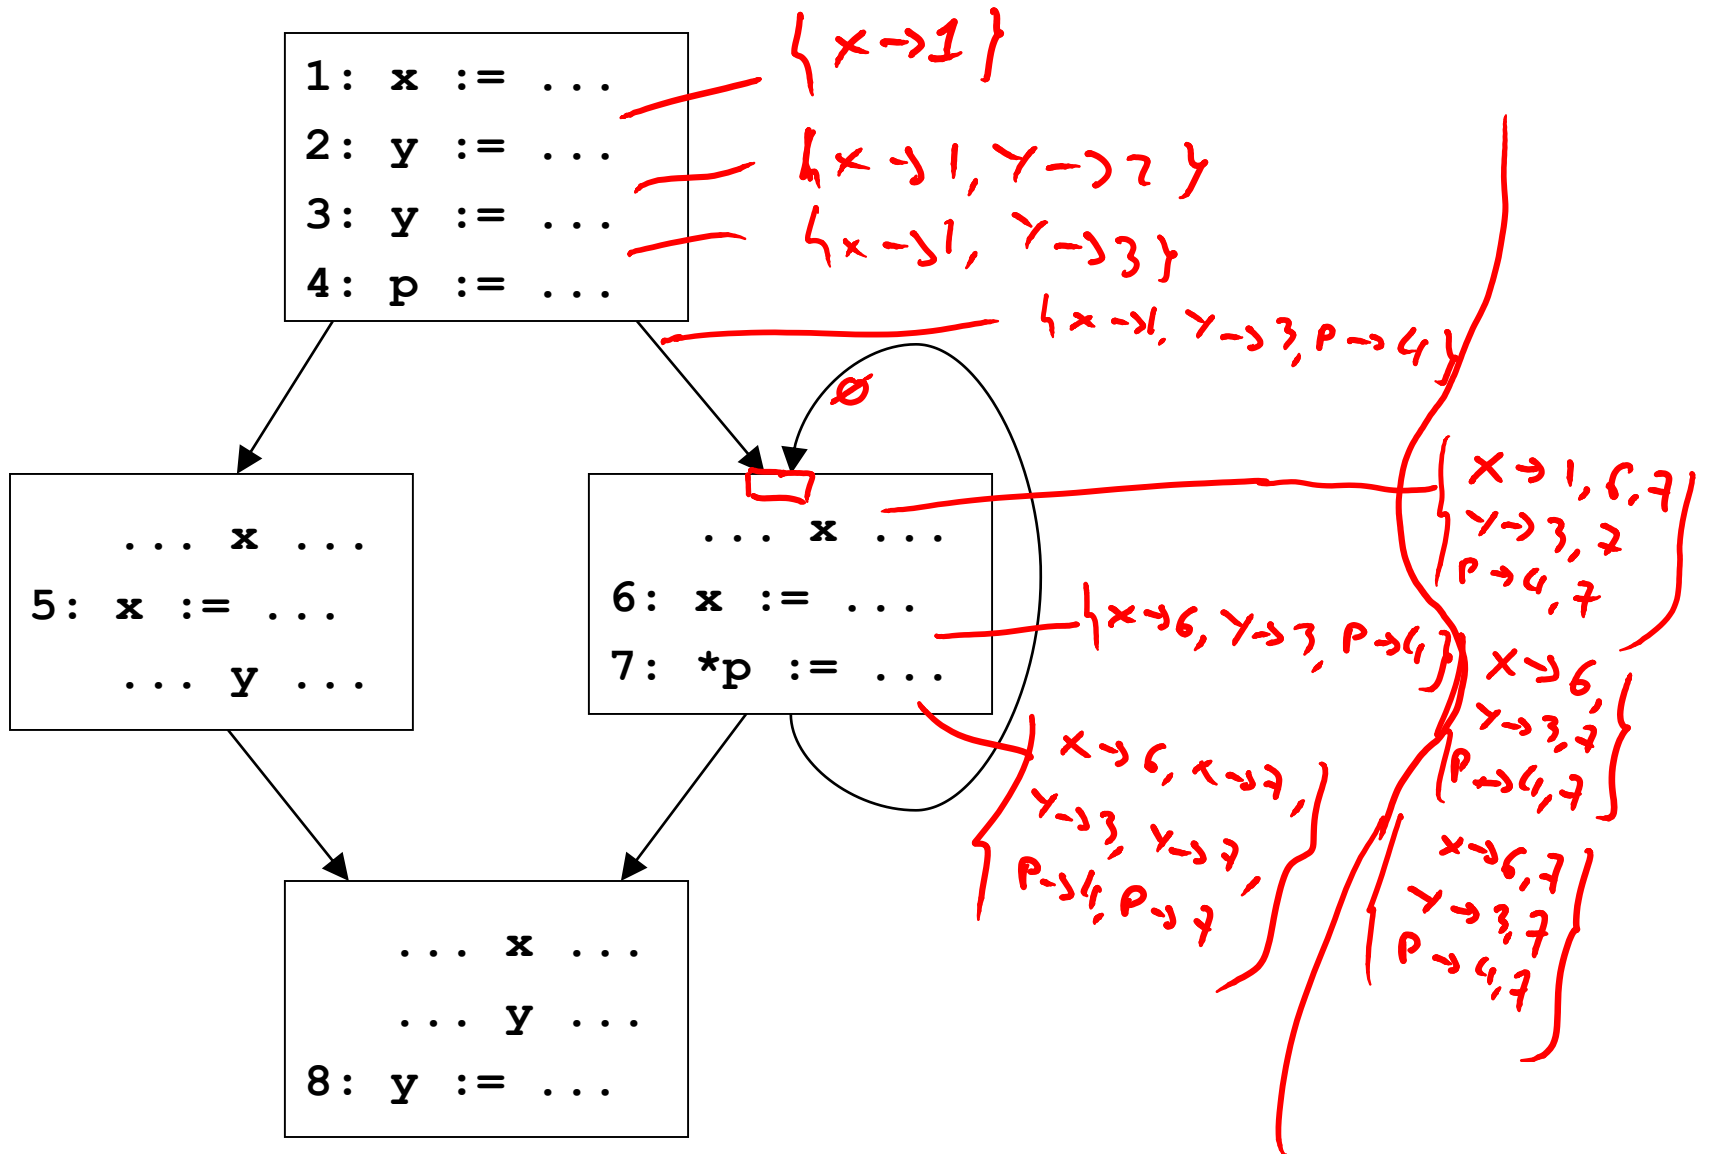 1: x := ...
2: y := ...
3: y := ...
4: p := ...
{ x → 1 }
{ x → 1, y → 2 }
{ x → 1, y → 3 }
{ x → 1, y → 3, p → 4 }
ø
... x ...
5: x := ...
... y ...
... x ...
6: x := ...
7: *p := ...
{ x → 6, y → 3, p → 4 }
{ x → 6, x → 7,
y → 3, y → 7,
p → 4, p → 7 }
{ x → 1, 6, 7
y → 3, 7
p → 4, 7 }
{ x → 6,
y → 3, 7
p → 4, 7 }
{ x → 6, 7
y → 3, 7
p → 4, 7 }
... x ...
... y ...
8: y := ...